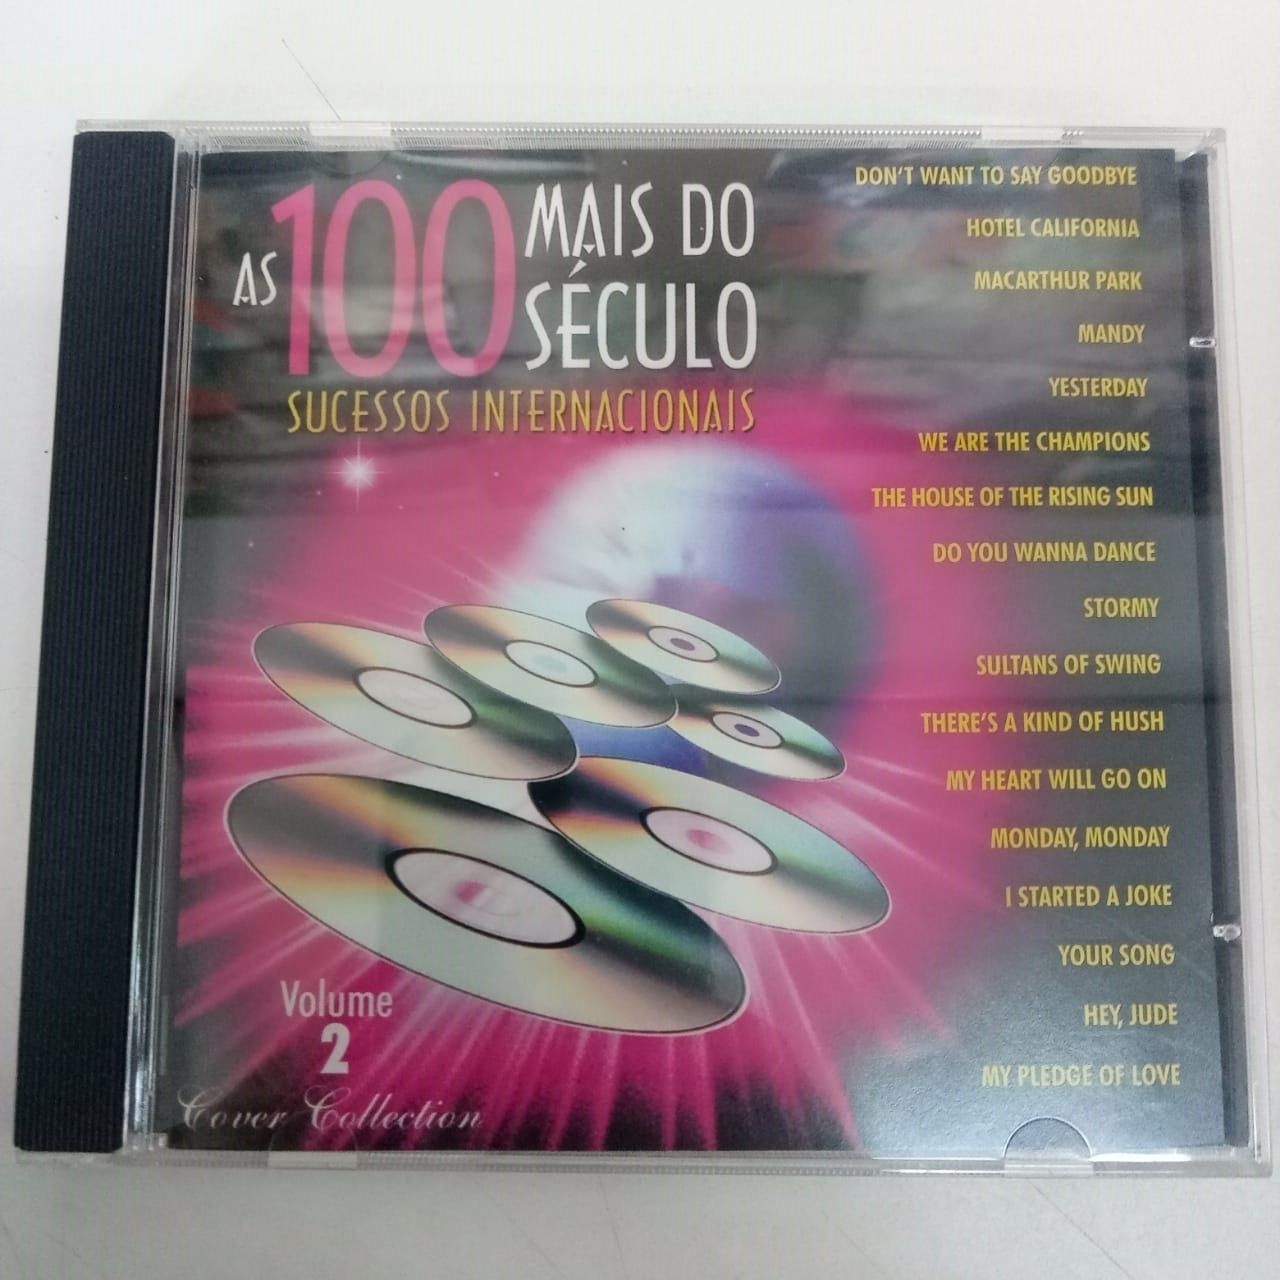 AS 100 MAIS DO
SÉCULO
SUCESSOS INTERNACIONAIS
DON'T WANT TO SAY GOODBYE
HOTEL CALIFORNIA
MACARTHUR PARK
MANDY
YESTERDAY
WE ARE THE CHAMPIONS
THE HOUSE OF THE RISING SUN
DO YOU WANNA DANCE
STORMY
SULTANS OF SWING
THERE'S A KIND OF HUSH
MY HEART WILL GO ON
MONDAY, MONDAY
I STARTED A JOKE
YOUR SONG
HEY, JUDE
MY PLEDGE OF LOVE
Volume
2
Cover Collection